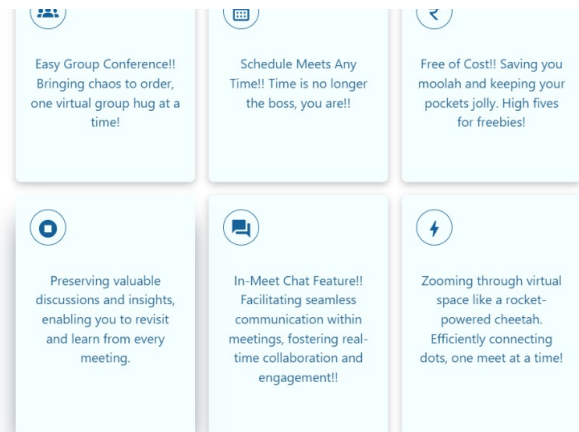 Easy Group Conference!!
Bringing chaos to order,
one virtual group hug at a
time!
Schedule Meets Any
Time!! Time is no longer
the boss, you are!!
Free of Cost!! Saving you
moolah and keeping your
pockets jolly. High fives
for freebies!
Preserving valuable
discussions and insights,
enabling you to revisit
and learn from every
meeting.
In-Meet Chat Feature!!
Facilitating seamless
communication within
meetings, fostering real-
time collaboration and
engagement!!
Zooming through virtual
space like a rocket-
powered cheetah.
Efficiently connecting
dots, one meet at a time!